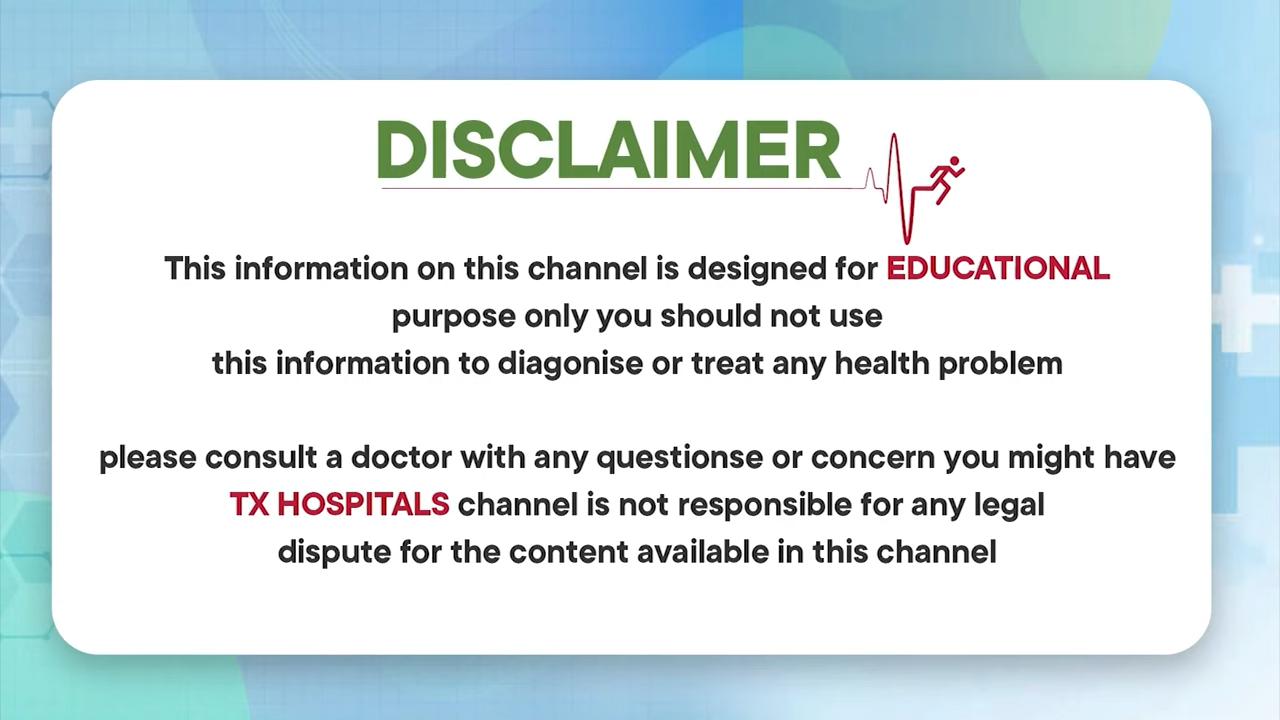 DISCLAIMER
This information on this channel is designed for EDUCATIONAL
purpose only you should not use
this information to diagonise or treat any health problem
please consult a doctor with any questionse or concern you might have
TX HOSPITALS channel is not responsible for any legal
dispute for the content available in this channel